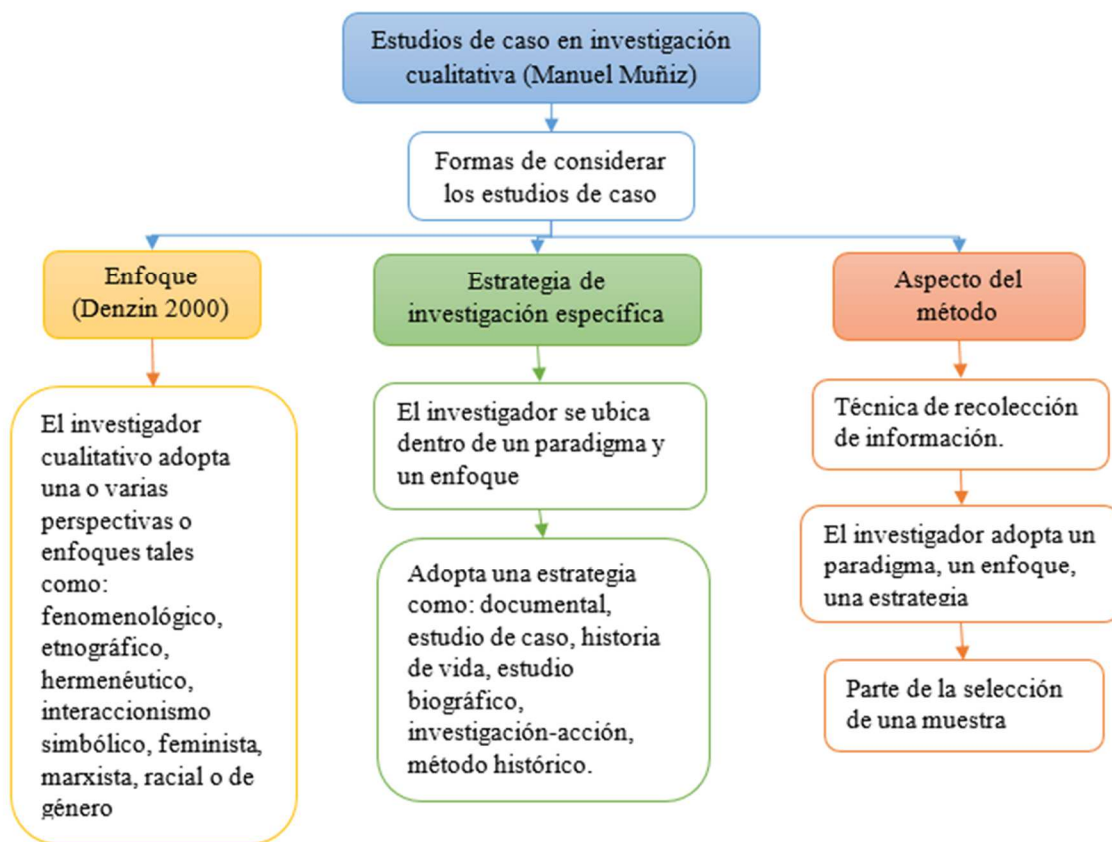 Estudios de caso en investigación
cualitativa (Manuel Muñiz)
Formas de considerar
los estudios de caso
Enfoque
(Denzin 2000)
El investigador
cualitativo adopta
una o varias
perspectivas o
enfoques tales
como:
fenomenológico,
etnográfico,
hermenéutico,
interaccionismo
simbólico, feminista,
marxista, racial o de
género
Estrategia de
investigación específica
El investigador se ubica
dentro de un paradigma y
un enfoque
Adopta una estrategia
como: documental,
estudio de caso, historia
de vida, estudio
biográfico,
investigación-acción,
método histórico.
Aspecto del
método
Técnica de recolección
de información.
El investigador adopta un
paradigma, un enfoque,
una estrategia
Parte de la selección
de una muestra